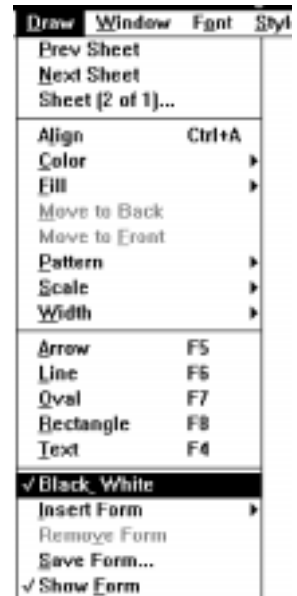 Draw Window Font Style
Prev Sheet
Next Sheet
Sheet (2 of 1)...
Align Ctrl+A
Color
Fill
Move to Back
Move to Front
Pattern
Scale
Width
Arrow F5
Line F6
Oval F7
Rectangle F8
Text F4
√ Black_White
Insert Form
Remove Form
Save Form...
√ Show Form